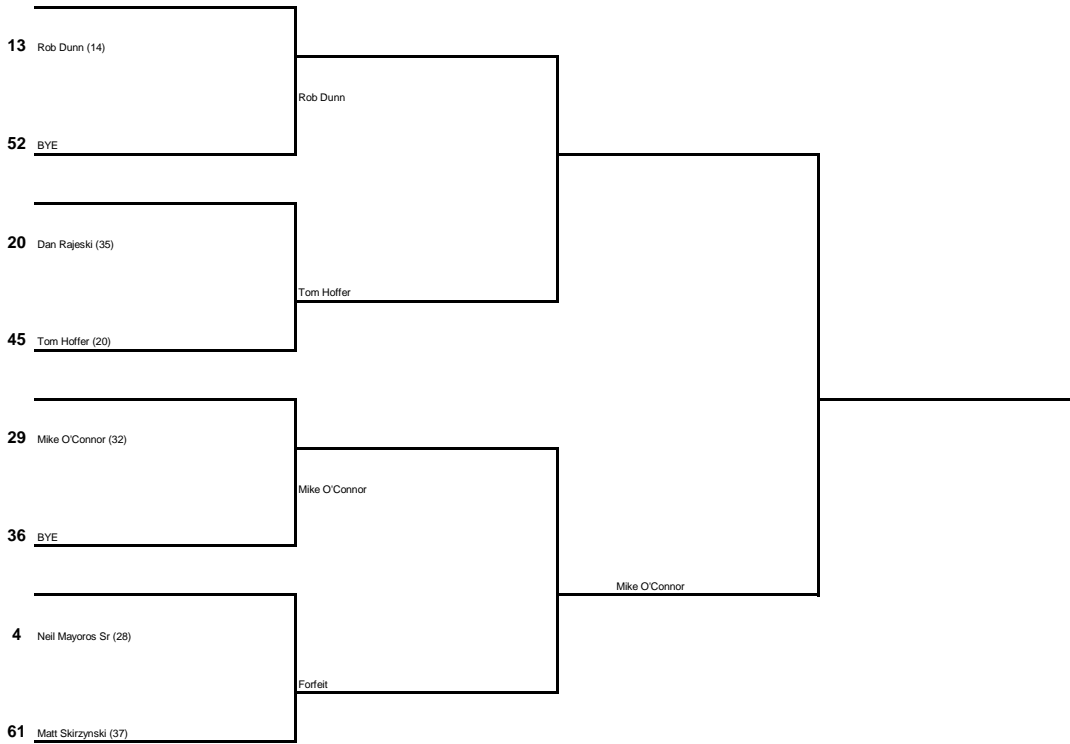 13 Rob Dunn (14)
Rob Dunn
52 BYE
20 Dan Rajeski (35)
Tom Hoffer
45 Tom Hoffer (20)
29 Mike O'Connor (32)
Mike O'Connor
36 BYE
Mike O'Connor
4 Neil Mayoros Sr (28)
Forfeit
61 Matt Skirzynski (37)